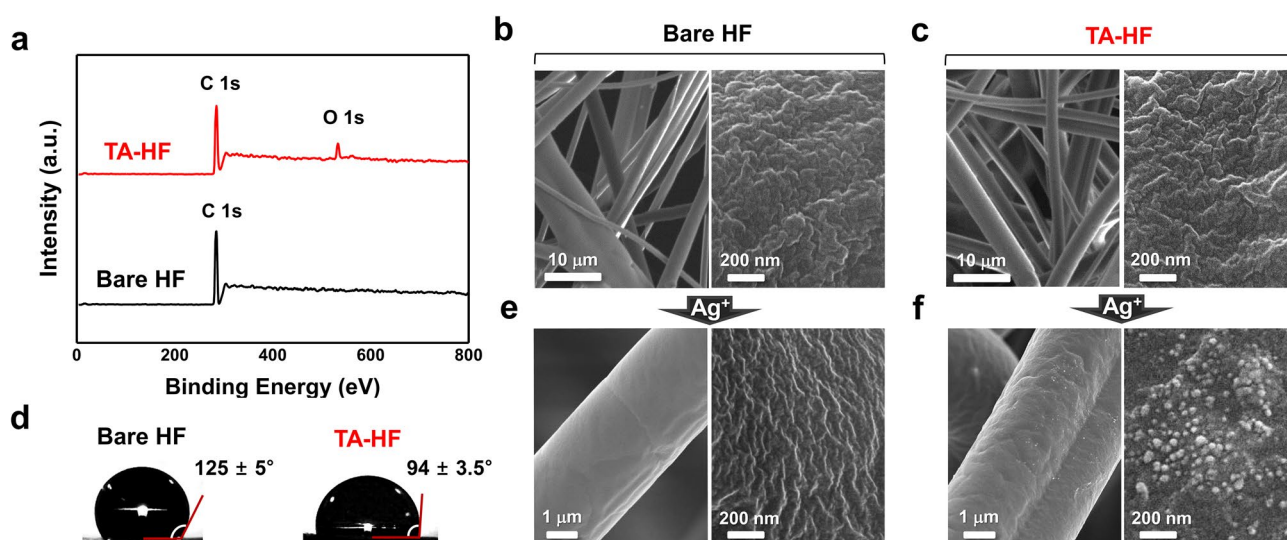 a
C 1s
O 1s
TA-HF
C 1s
Bare HF
Intensity (a.u.)
0 200 400 600 800
Binding Energy (eV)
b
Bare HF
10 μm
200 nm
c
TA-HF
10 μm
200 nm
d
Bare HF
125 ± 5°
TA-HF
94 ± 3.5°
e
Ag⁺
1 μm
200 nm
f
Ag⁺
1 μm
200 nm